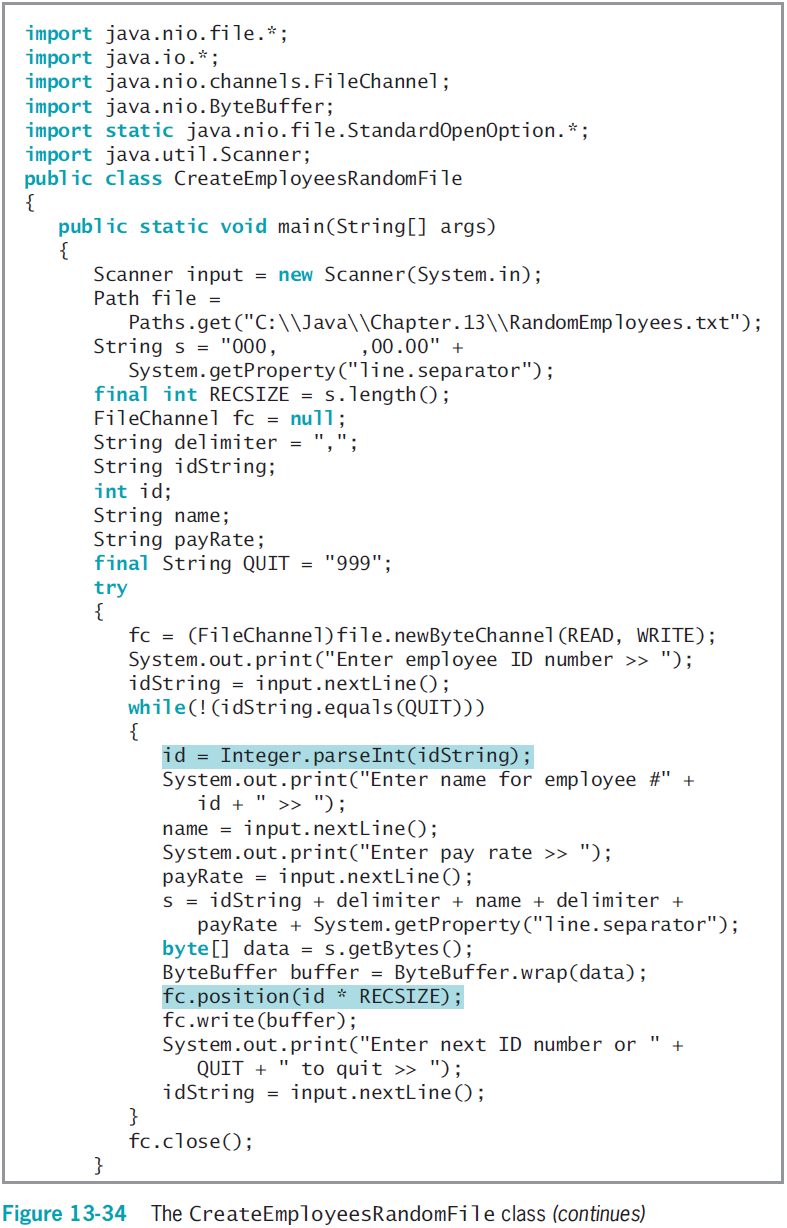 import java.nio.file.*;
import java.io.*;
import java.nio.channels.FileChannel;
import java.nio.ByteBuffer;
import static java.nio.file.StandardOpenOption.*;
import java.util.Scanner;
public class CreateEmployeesRandomFile
{
   public static void main(String[] args)
   {
      Scanner input = new Scanner(System.in);
      Path file =
         Paths.get("C:\\Java\\Chapter.13\\RandomEmployees.txt");
      String s = "000,       ,00.00" +
         System.getProperty("line.separator");
      final int RECSIZE = s.length();
      FileChannel fc = null;
      String delimiter = ",";
      String idString;
      int id;
      String name;
      String payRate;
      final String QUIT = "999";
      try
      {
         fc = (FileChannel)file.newByteChannel(READ, WRITE);
         System.out.print("Enter employee ID number >> ");
         idString = input.nextLine();
         while(!(idString.equals(QUIT)))
         {
            id = Integer.parseInt(idString);
            System.out.print("Enter name for employee #" +
               id + " >> ");
            name = input.nextLine();
            System.out.print("Enter pay rate >> ");
            payRate = input.nextLine();
            s = idString + delimiter + name + delimiter +
               payRate + System.getProperty("line.separator");
            byte[] data = s.getBytes();
            ByteBuffer buffer = ByteBuffer.wrap(data);
            fc.position(id * RECSIZE);
            fc.write(buffer);
            System.out.print("Enter next ID number or " +
               QUIT + " to quit >> ");
            idString = input.nextLine();
         }
         fc.close();
      }
Figure 13-34 The CreateEmployeesRandomFile class (continues)